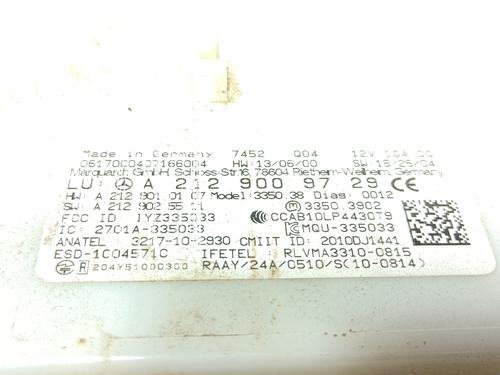 Made in Germany 7452 Q04 12V 10A DC
0617000407166004 HW:13/06/00 SW 15/25/04
Marquardt GmbH, Schloss-Str.16, 78604 Rietheim-Weilheim, Germany
LU: A 212 900 97 29 CE
HW: A 212 901 01 07 Model: 3350.38 Diag: 0012
SW: A 212 902 55 11 3350.3902
FCC ID IYZ335033 CCAB10LP4430T9
IC: 2701A-335033 MQU-335033
ANATEL 3217-10-2930 CMIIT ID: 2010DJ1441
ESD-1C04571C IFETEL: RLVMA3310-0815
R 204Y51000300 RAAY/24A/0510/S(10-0814)